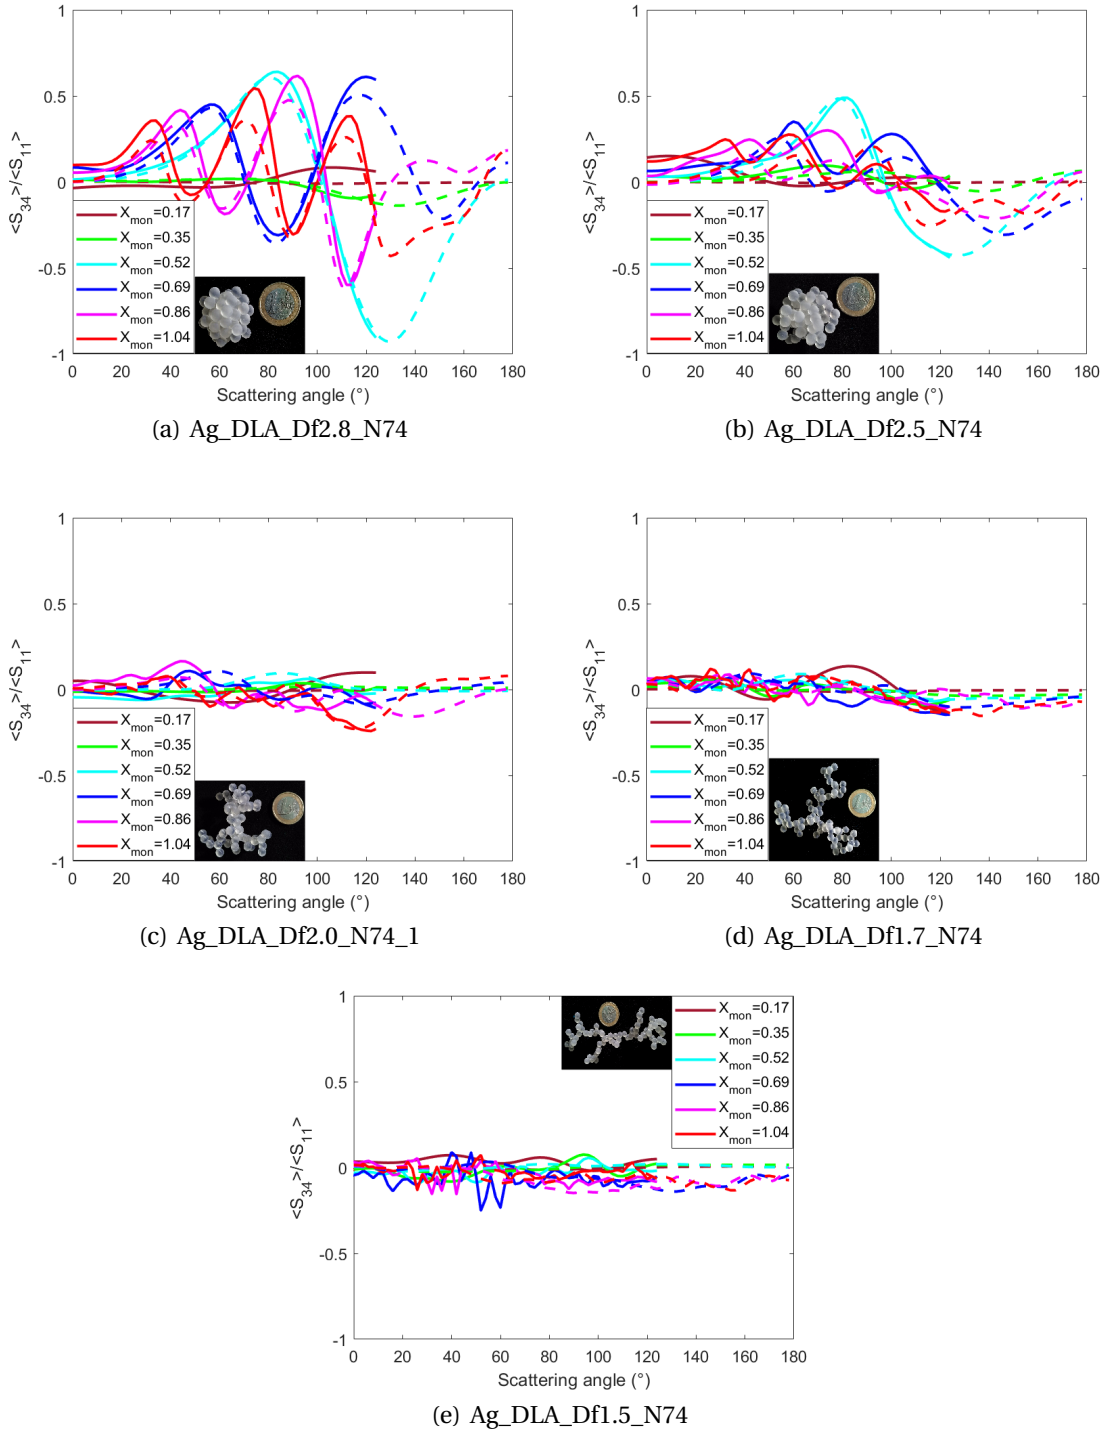 1
0.5
0
-0.5
-1
<S34>/<S11>
Xmon=0.17
Xmon=0.35
Xmon=0.52
Xmon=0.69
Xmon=0.86
Xmon=1.04
0 20 40 60 80 100 120 140 160 180
Scattering angle (°)
(a) Ag_DLA_Df2.8_N74
1
0.5
0
-0.5
-1
<S34>/<S11>
Xmon=0.17
Xmon=0.35
Xmon=0.52
Xmon=0.69
Xmon=0.86
Xmon=1.04
0 20 40 60 80 100 120 140 160 180
Scattering angle (°)
(b) Ag_DLA_Df2.5_N74
1
0.5
0
-0.5
-1
<S34>/<S11>
Xmon=0.17
Xmon=0.35
Xmon=0.52
Xmon=0.69
Xmon=0.86
Xmon=1.04
0 20 40 60 80 100 120 140 160 180
Scattering angle (°)
(c) Ag_DLA_Df2.0_N74_1
1
0.5
0
-0.5
-1
<S34>/<S11>
Xmon=0.17
Xmon=0.35
Xmon=0.52
Xmon=0.69
Xmon=0.86
Xmon=1.04
0 20 40 60 80 100 120 140 160 180
Scattering angle (°)
(d) Ag_DLA_Df1.7_N74
1
0.5
0
-0.5
-1
<S34>/<S11>
Xmon=0.17
Xmon=0.35
Xmon=0.52
Xmon=0.69
Xmon=0.86
Xmon=1.04
0 20 40 60 80 100 120 140 160 180
Scattering angle (°)
(e) Ag_DLA_Df1.5_N74